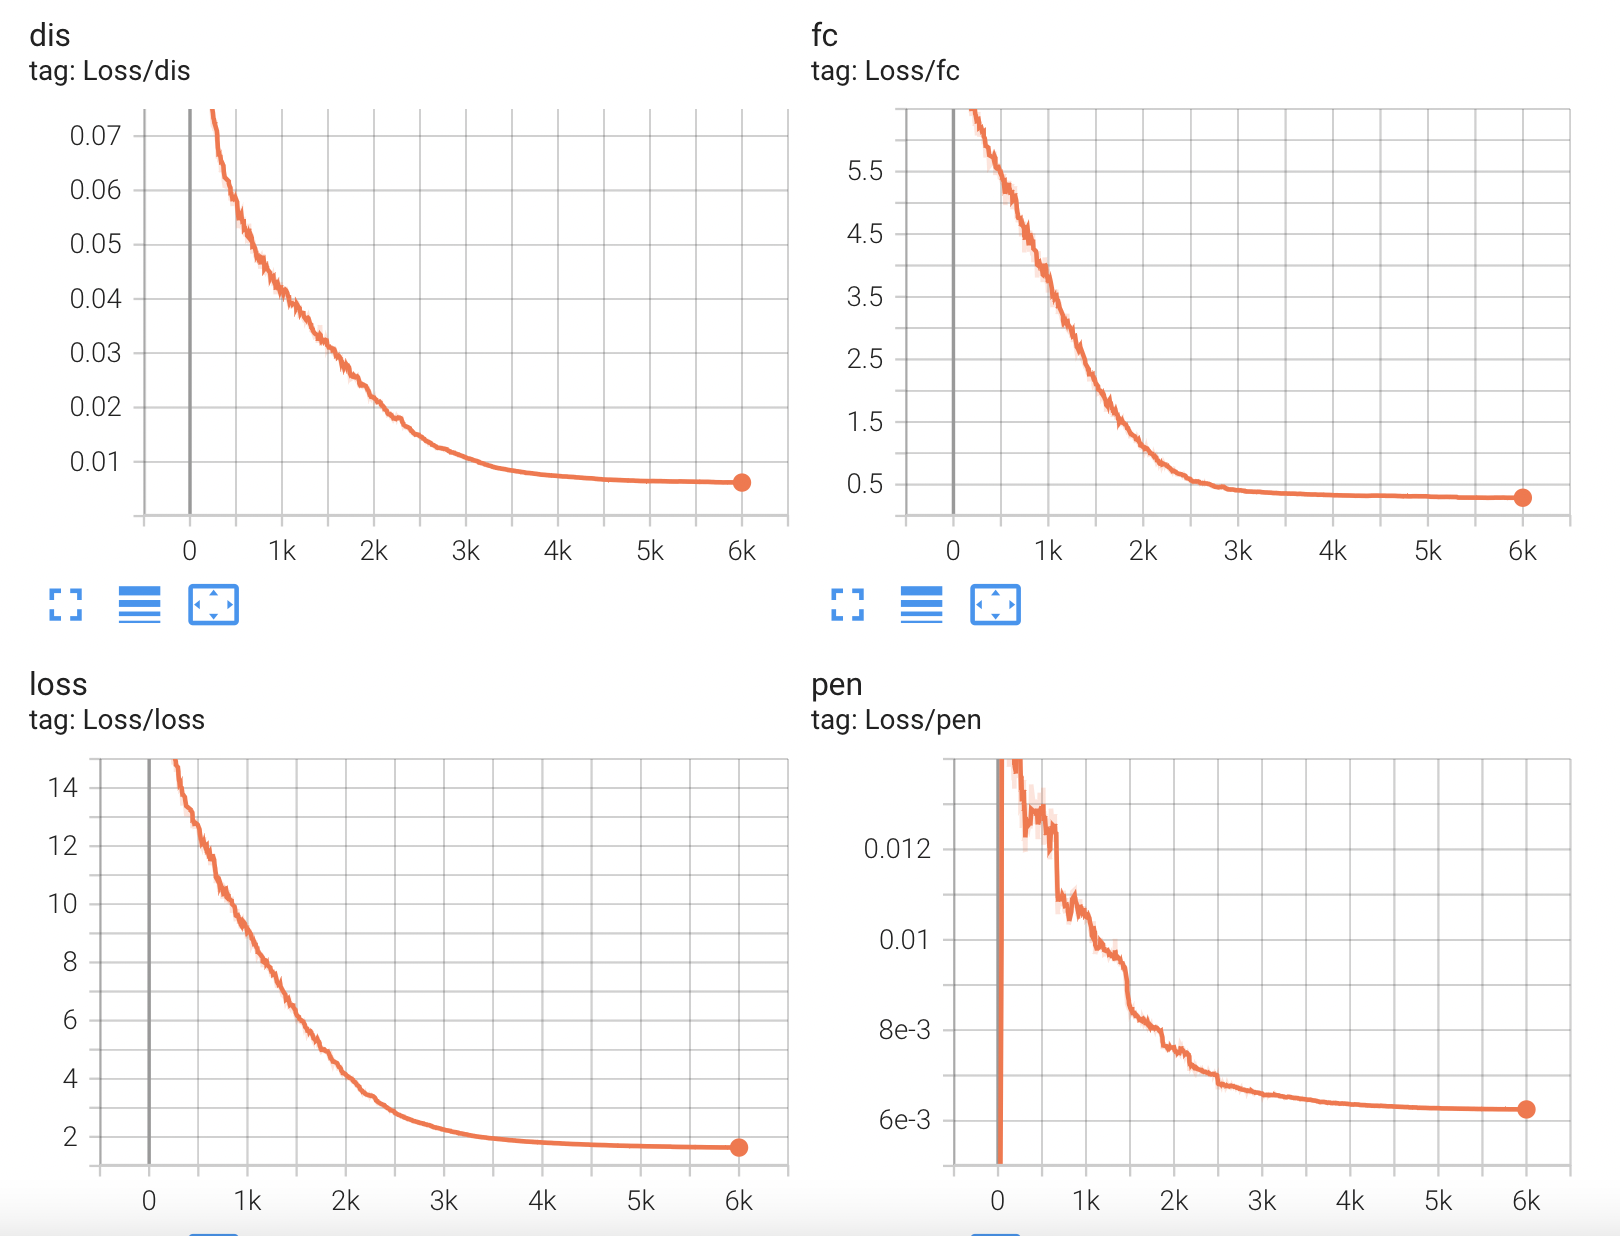 dis
tag: Loss/dis
0.07
0.06
0.05
0.04
0.03
0.02
0.01
0 1k 2k 3k 4k 5k 6k
fc
tag: Loss/fc
5.5
4.5
3.5
2.5
1.5
0.5
0 1k 2k 3k 4k 5k 6k
loss
tag: Loss/loss
14
12
10
8
6
4
2
0 1k 2k 3k 4k 5k 6k
pen
tag: Loss/pen
0.012
0.01
8e-3
6e-3
0 1k 2k 3k 4k 5k 6k